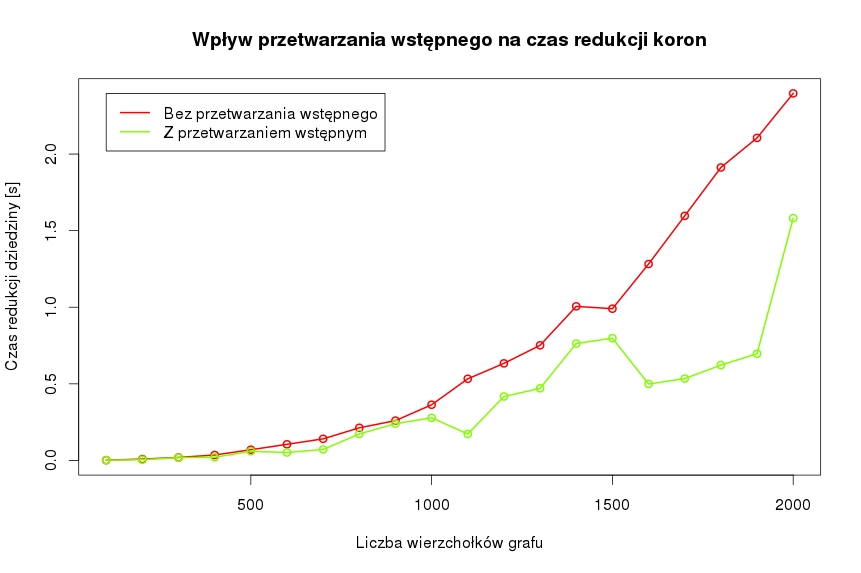 Wpływ przetwarzania wstępnego na czas redukcji koron
Bez przetwarzania wstępnego
Z przetwarzaniem wstępnym
Czas redukcji dziedziny [s]
2.0
1.5
1.0
0.5
0.0
500
1000
1500
2000
Liczba wierzchołków grafu